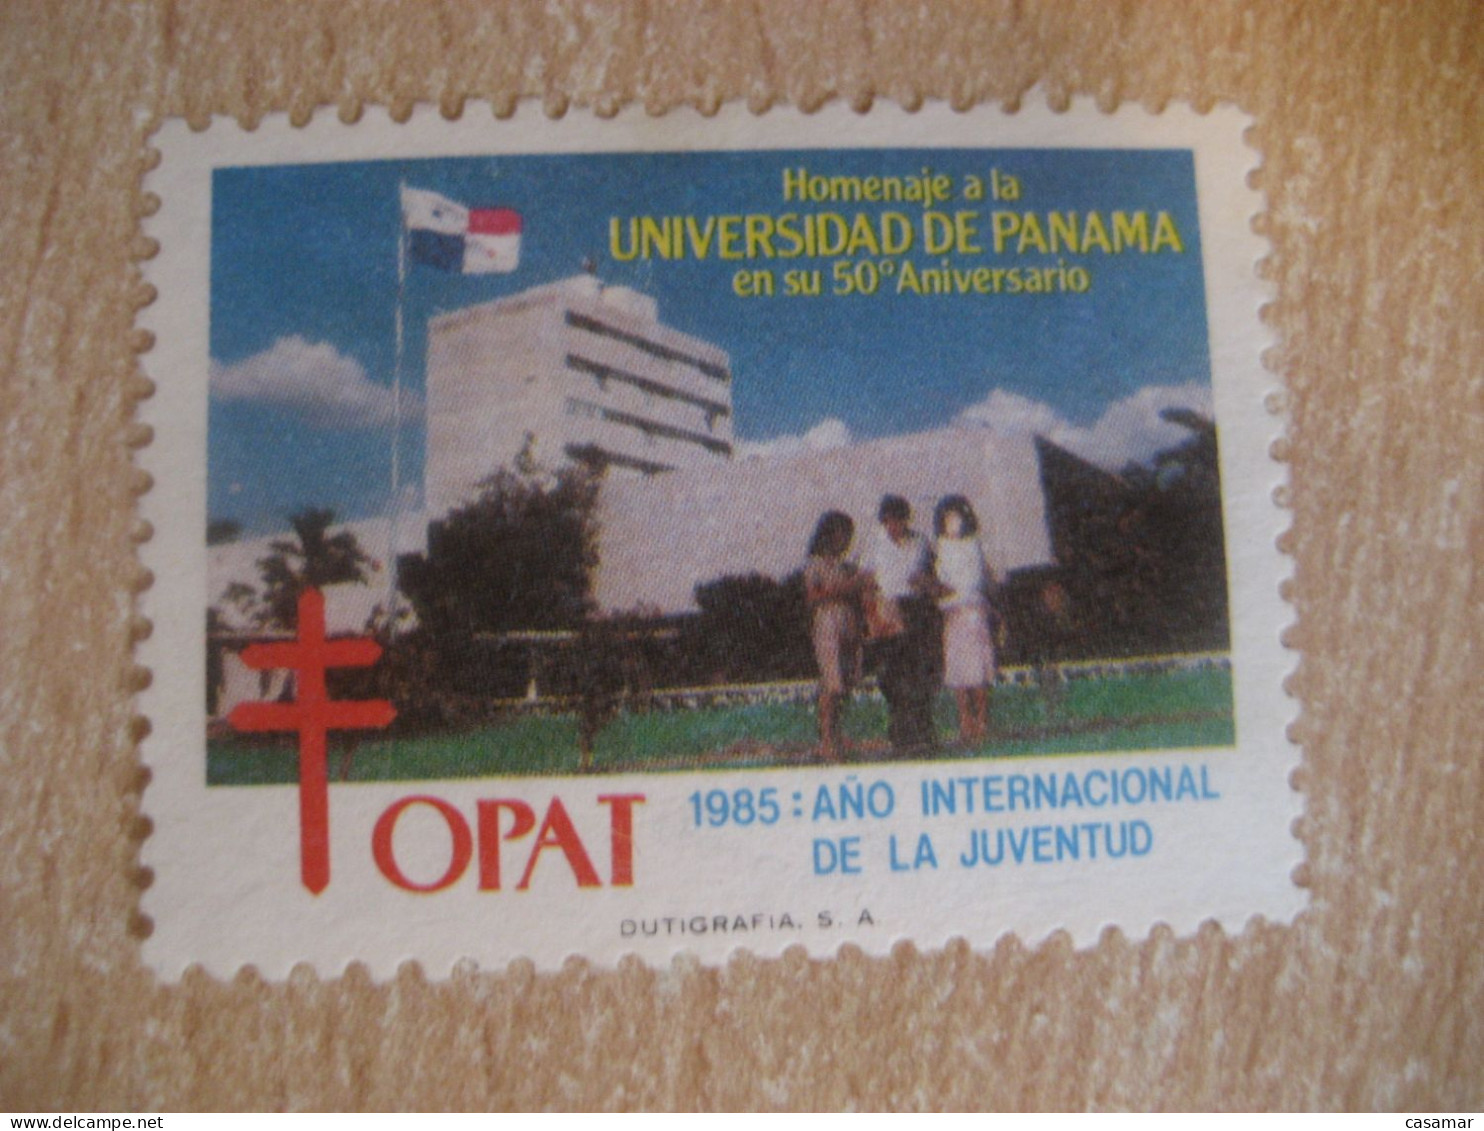 Homenaje a la
UNIVERSIDAD DE PANAMA
en su 50º Aniversario
OPAT
1985: AÑO INTERNACIONAL
DE LA JUVENTUD
DUTIGRAFIA, S. A.
casamar
www.delcampe.net